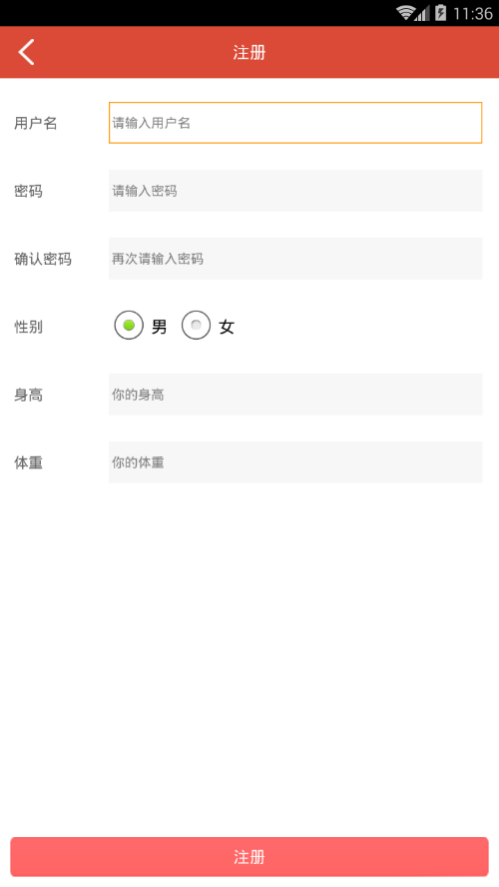 11:36
注册
用户名 请输入用户名
密码 请输入密码
确认密码 再次请输入密码
性别 男 女
身高 你的身高
体重 你的体重
注册